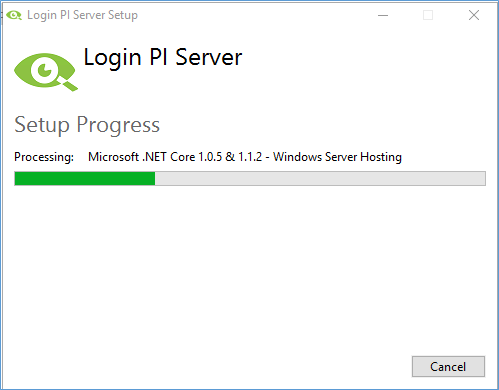 Login PI Server Setup
Login PI Server
Setup Progress
Processing: Microsoft .NET Core 1.0.5 & 1.1.2 - Windows Server Hosting
Cancel